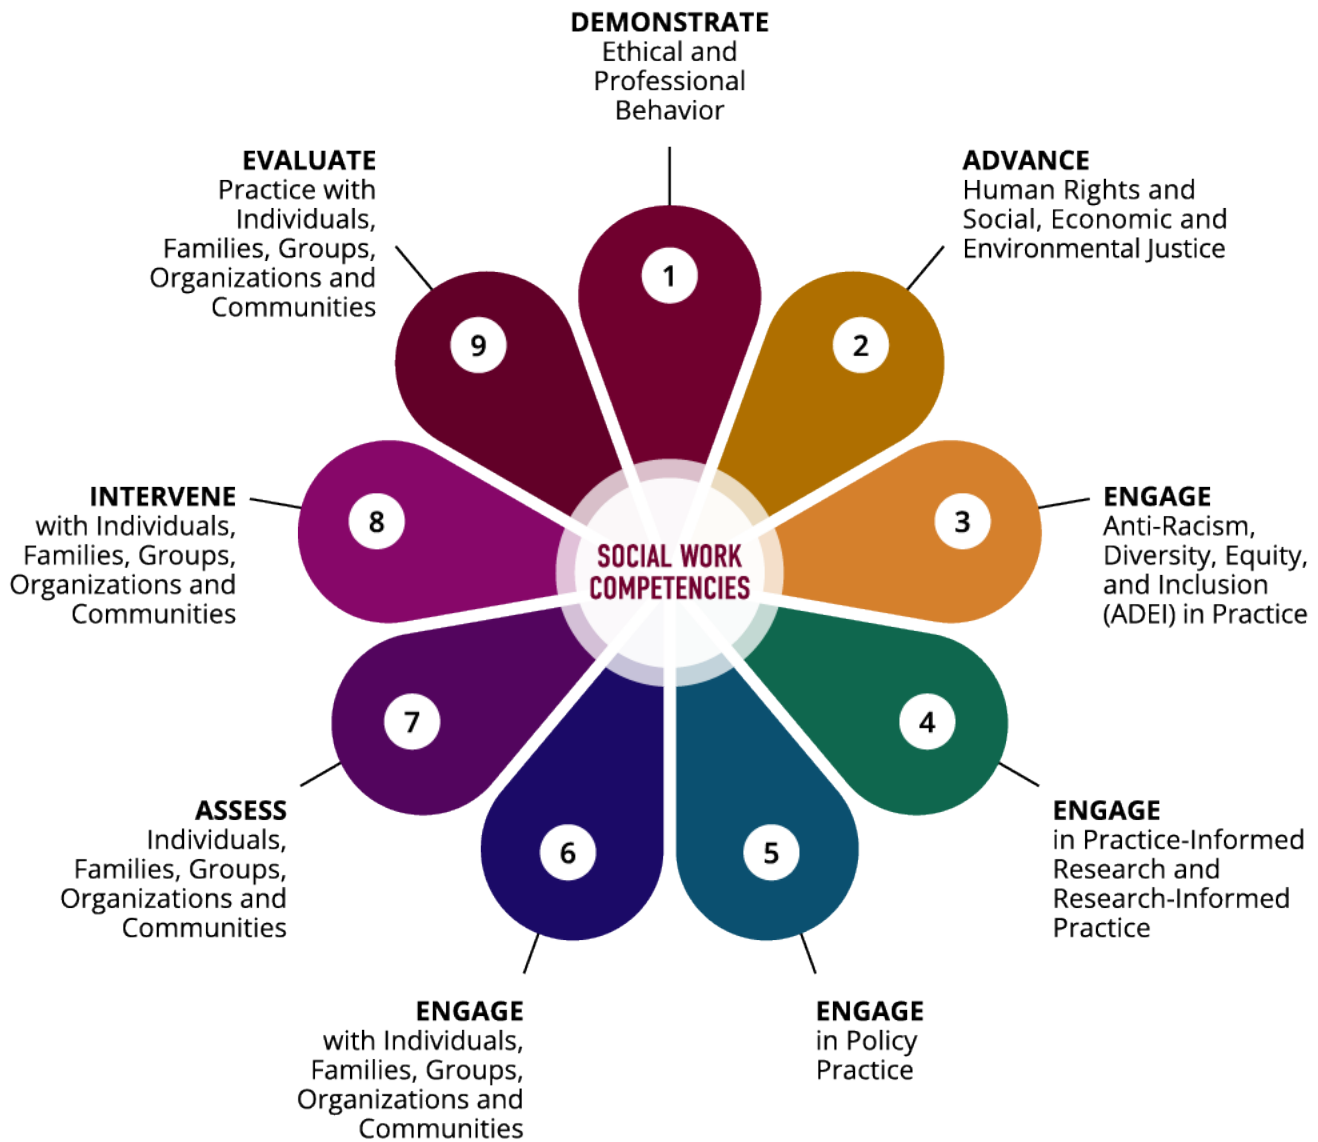 DEMONSTRATE
Ethical and
Professional
Behavior
1
ADVANCE
Human Rights and
Social, Economic and
Environmental Justice
2
ENGAGE
Anti-Racism,
Diversity, Equity,
and Inclusion
(ADEI) in Practice
3
ENGAGE
in Practice-Informed
Research and
Research-Informed
Practice
4
ENGAGE
in Policy
Practice
5
ENGAGE
with Individuals,
Families, Groups,
Organizations and
Communities
6
ASSESS
Individuals,
Families, Groups,
Organizations and
Communities
7
INTERVENE
with Individuals,
Families, Groups,
Organizations and
Communities
8
EVALUATE
Practice with
Individuals,
Families, Groups,
Organizations and
Communities
9
SOCIAL WORK
COMPETENCIES